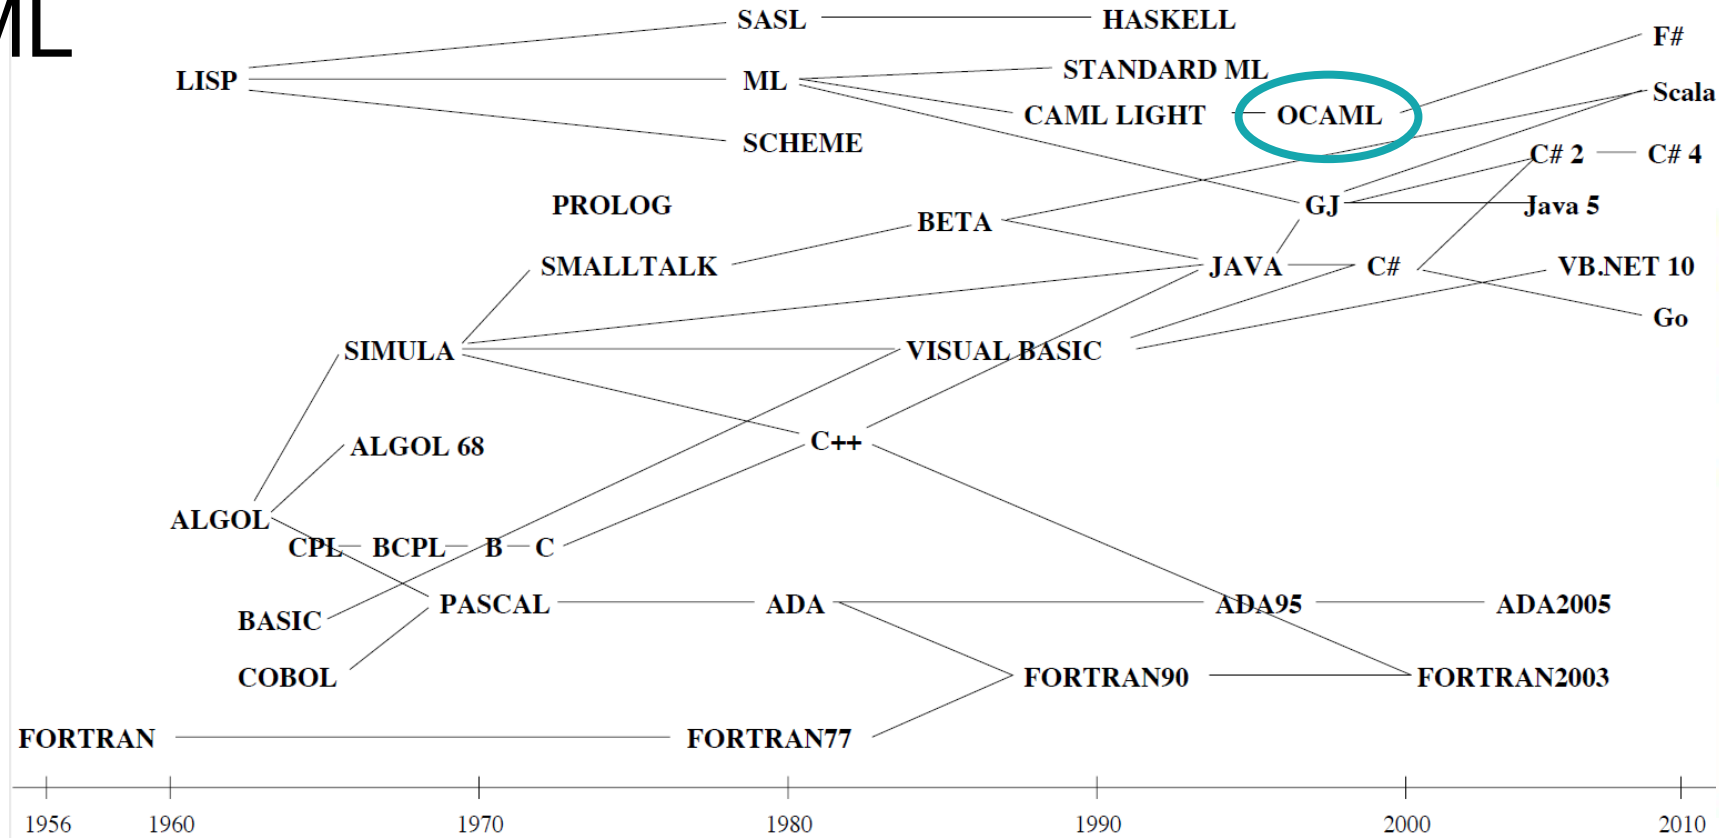 ML
SASL HASKELL
F#
LISP ML STANDARD ML
Scala
CAML LIGHT OCAML
SCHEME C# 2 C# 4
PROLOG GJ Java 5
BETA
SMALLTALK JAVA C# VB.NET 10
Go
SIMULA VISUAL BASIC
ALGOL 68 C++
ALGOL
CPL BCPL B C
PASCAL ADA ADA95 ADA2005
BASIC
COBOL FORTRAN90 FORTRAN2003
FORTRAN FORTRAN77
1956 1960 1970 1980 1990 2000 2010